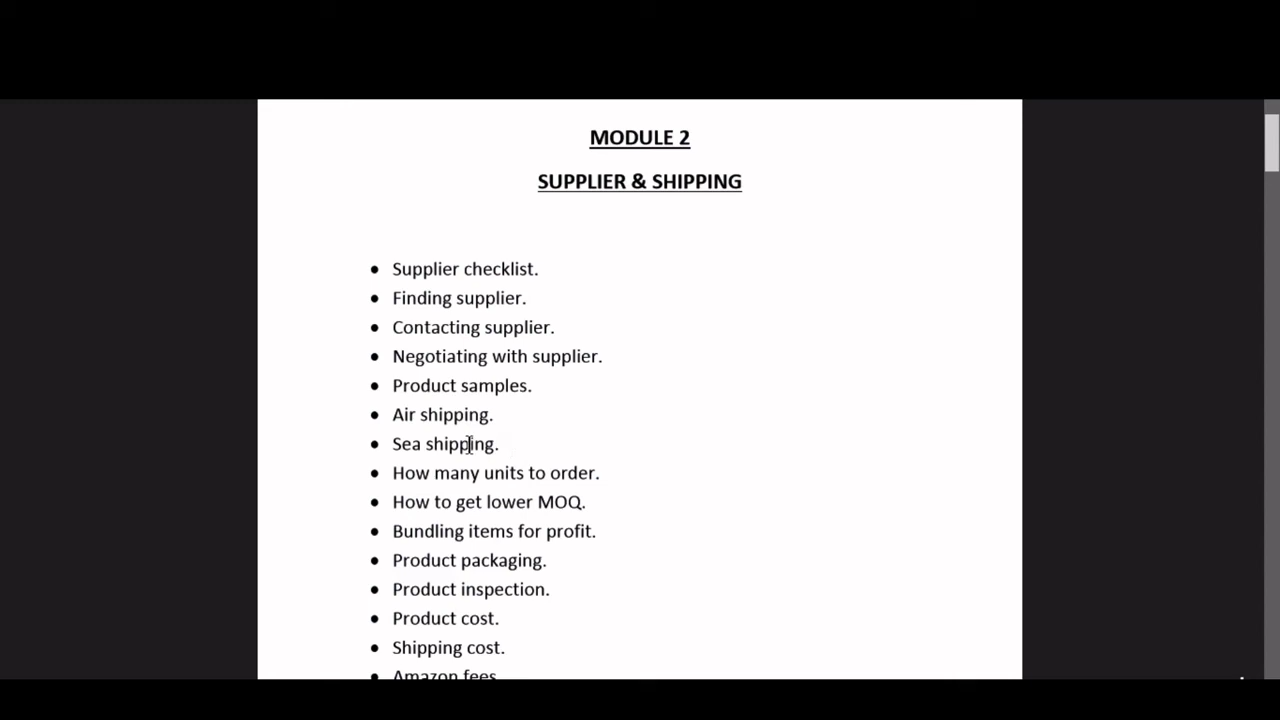 MODULE 2
SUPPLIER & SHIPPING
• Supplier checklist.
• Finding supplier.
• Contacting supplier.
• Negotiating with supplier.
• Product samples.
• Air shipping.
• Sea shipping.
• How many units to order.
• How to get lower MOQ.
• Bundling items for profit.
• Product packaging.
• Product inspection.
• Product cost.
• Shipping cost.
• Amazon fees